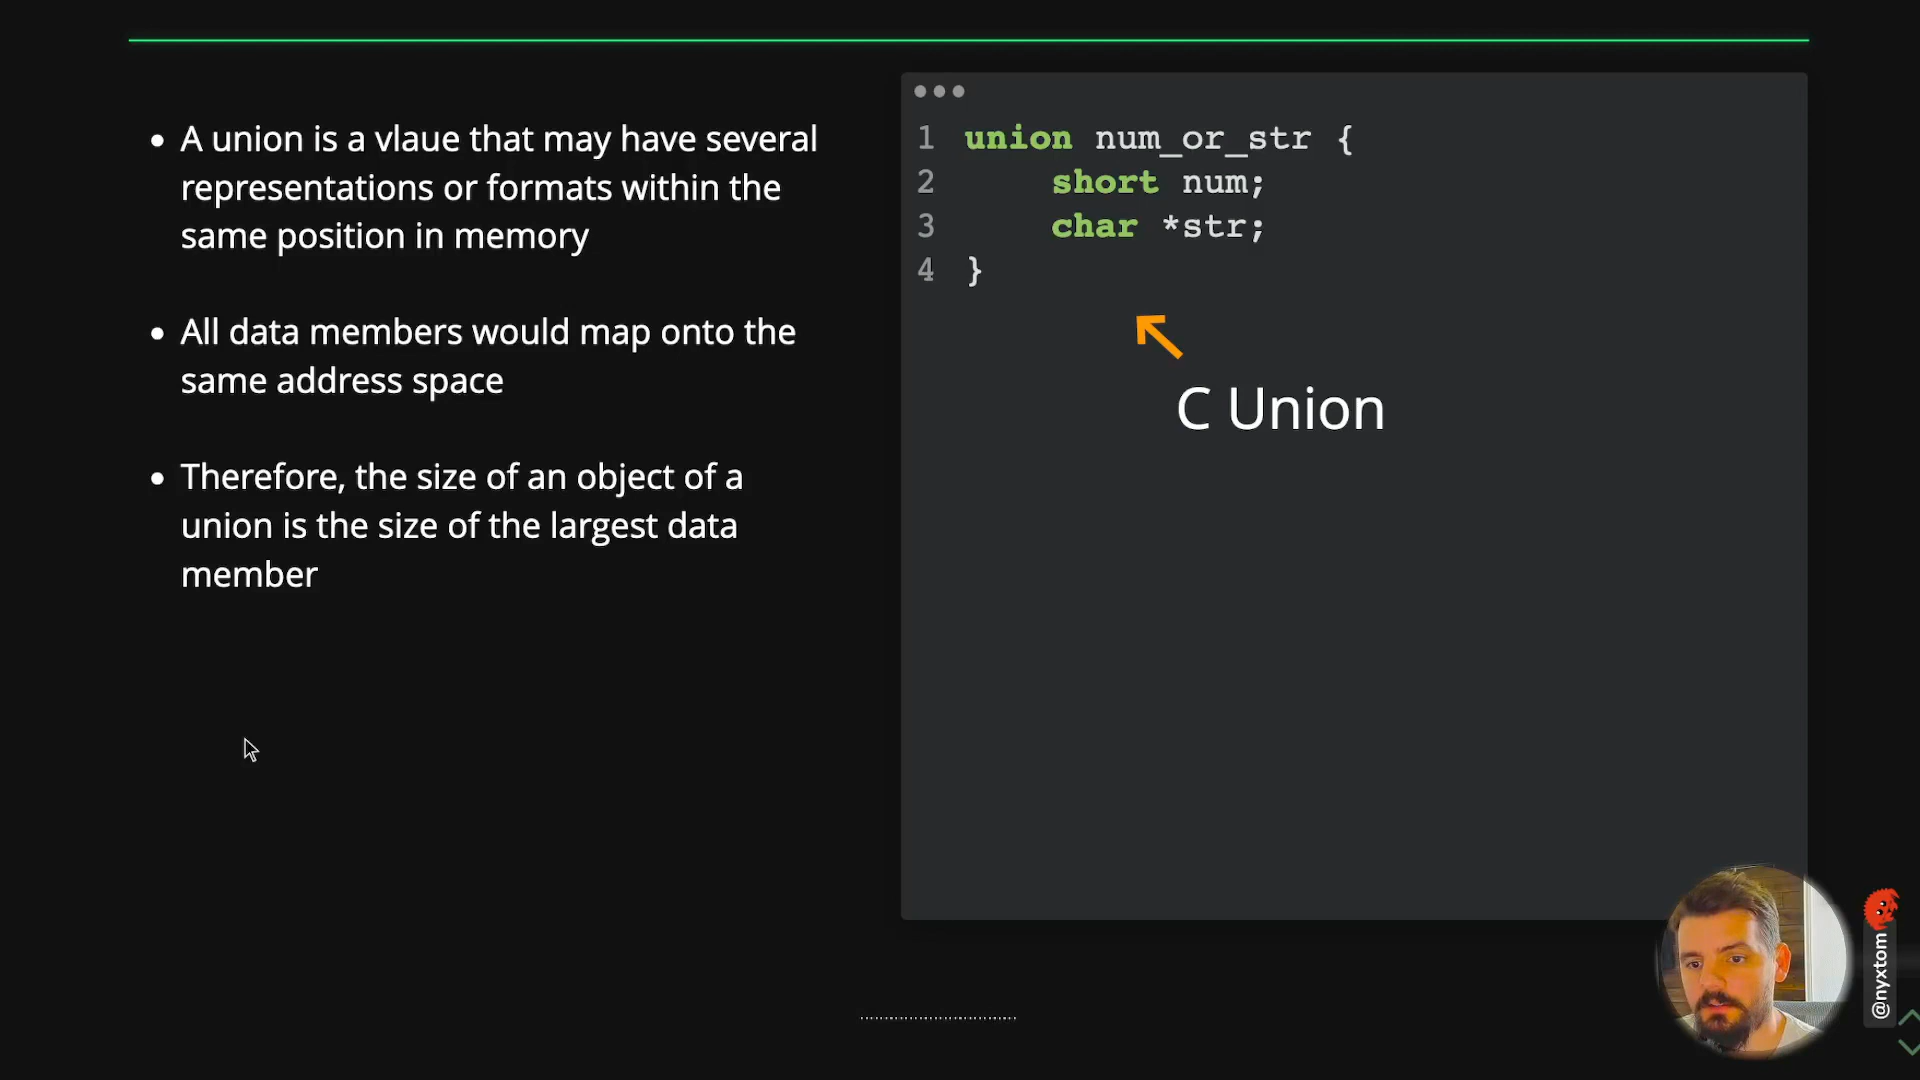 • A union is a vlaue that may have several
representations or formats within the
same position in memory
• All data members would map onto the
same address space
• Therefore, the size of an object of a
union is the size of the largest data
member
1 union num_or_str {
2 short num;
3 char *str;
4 }
C Union
@nyxtom